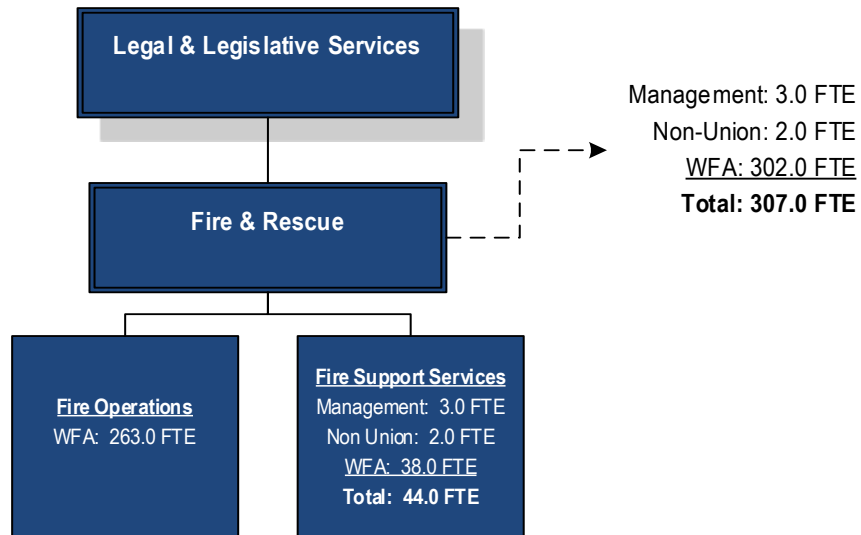 Legal & Legislative Services
Management: 3.0 FTE
Non-Union: 2.0 FTE
WFA: 302.0 FTE
Total: 307.0 FTE
Fire & Rescue
Fire Operations
WFA: 263.0 FTE
Fire Support Services
Management: 3.0 FTE
Non Union: 2.0 FTE
WFA: 38.0 FTE
Total: 44.0 FTE